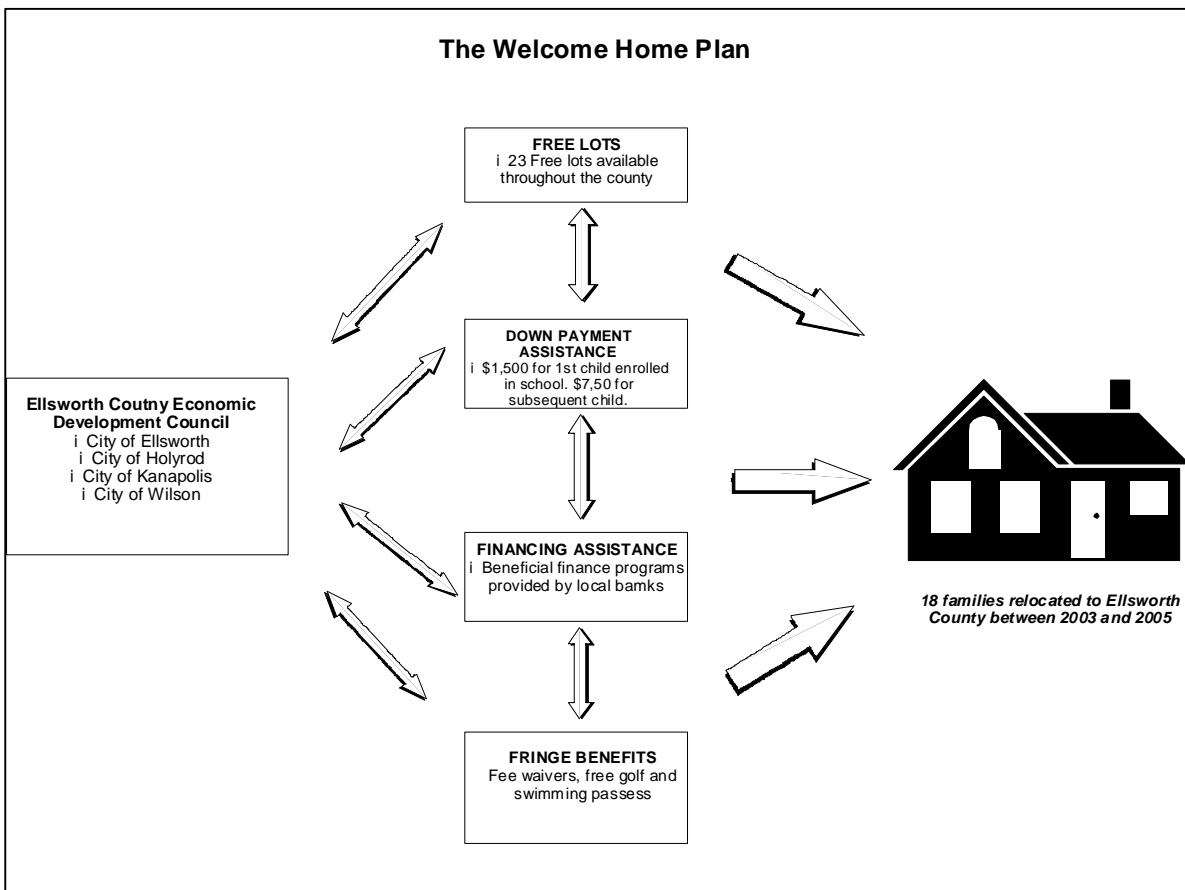 The Welcome Home Plan
FREE LOTS
i 23 Free lots available
throughout the county
DOWN PAYMENT
ASSISTANCE
i $1,500 for 1st child enrolled
in school. $7,50 for
subsequent child.
Ellsworth Coutny Economic
Development Council
i City of Ellsworth
i City of Holyrod
i City of Kanapolis
i City of Wilson
FINANCING ASSISTANCE
i Beneficial finance programs
provided by local bamks
FRINGE BENEFITS
Fee waivers, free golf and
swimming passess
18 families relocated to Ellsworth
County between 2003 and 2005